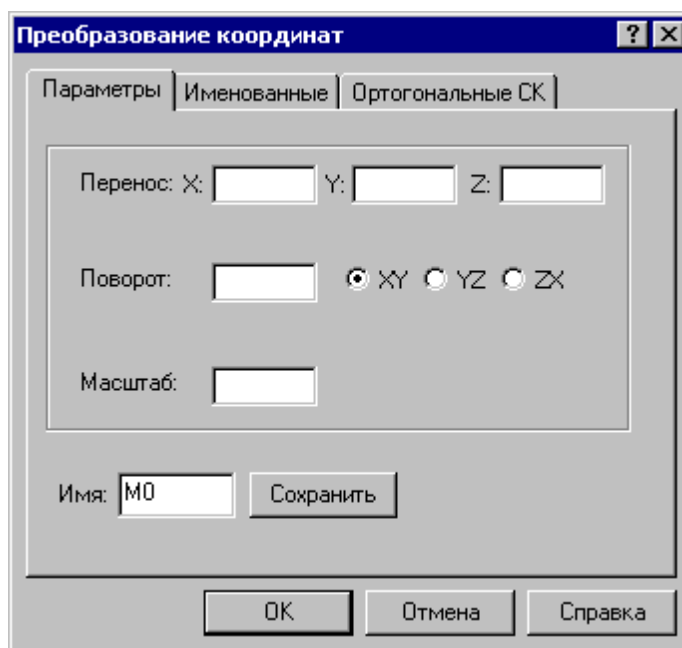 Преобразование координат
Параметры Именованные Ортогональные СК
Перенос: X: Y: Z:
Поворот: XY YZ ZX
Масштаб:
Имя: M0 Сохранить
OK Отмена Справка